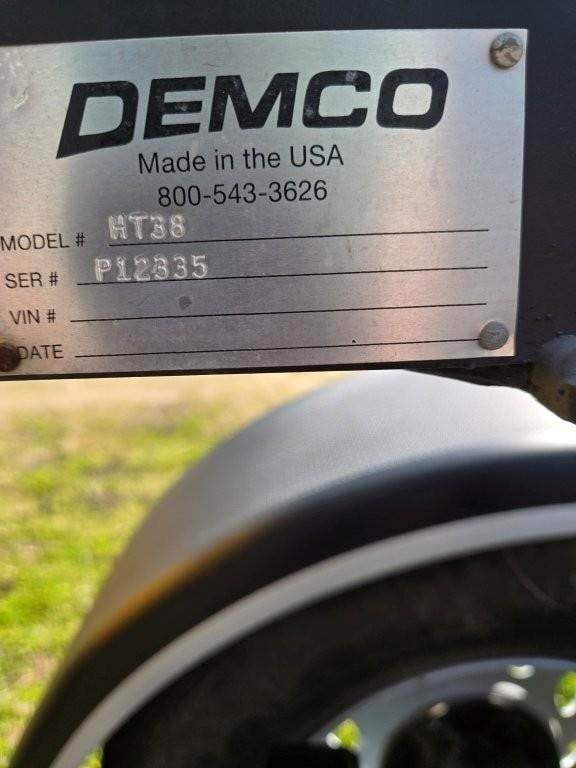 DEMCO
Made in the USA
800-543-3626
MODEL # HT38
SER # P12335
VIN #
DATE